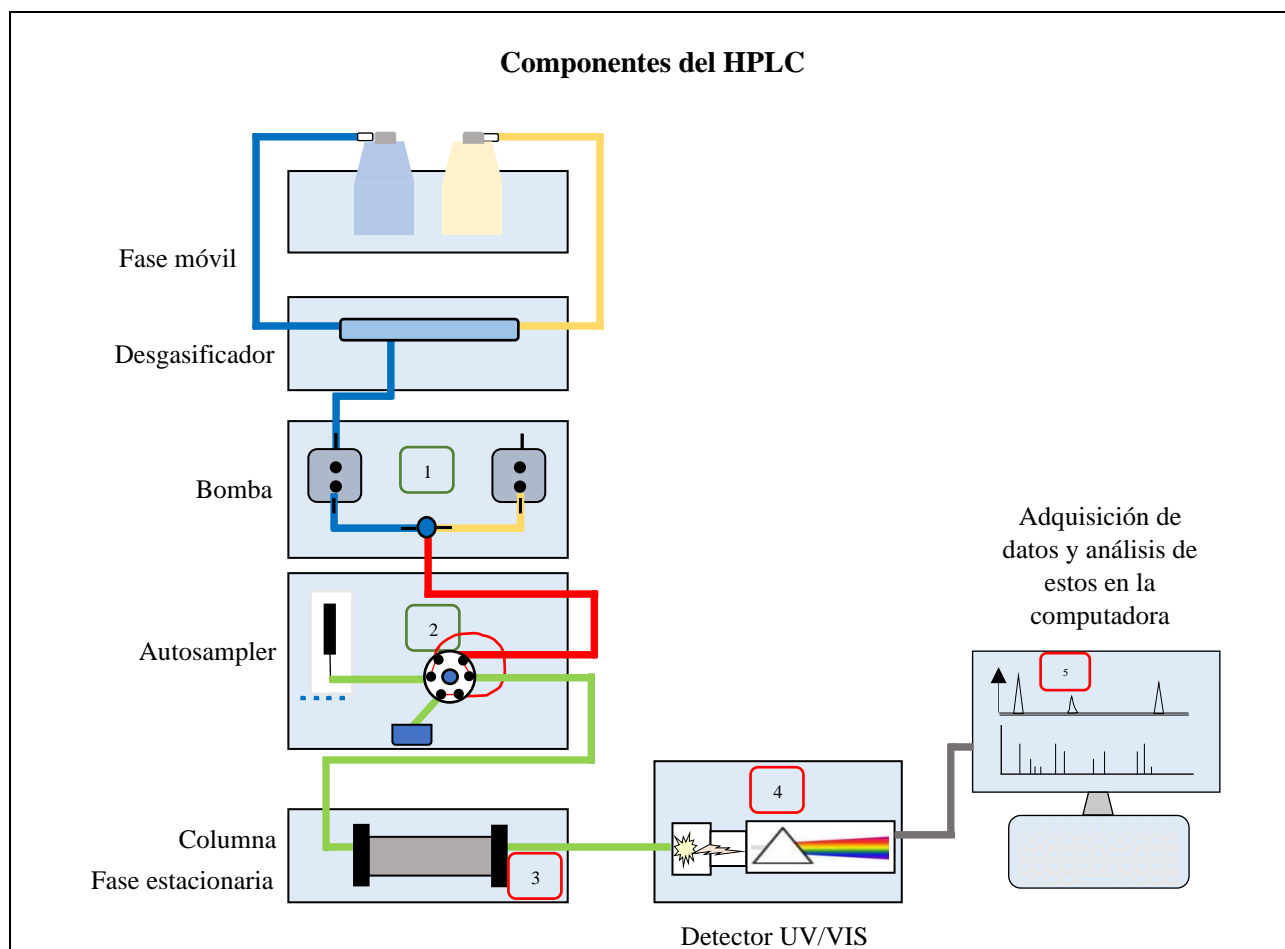 Componentes del HPLC
Fase móvil
Desgasificador
Bomba
1
Autosampler
2
Columna
Fase estacionaria
3
4
Detector UV/VIS
Adquisición de
datos y análisis de
estos en la
computadora
5